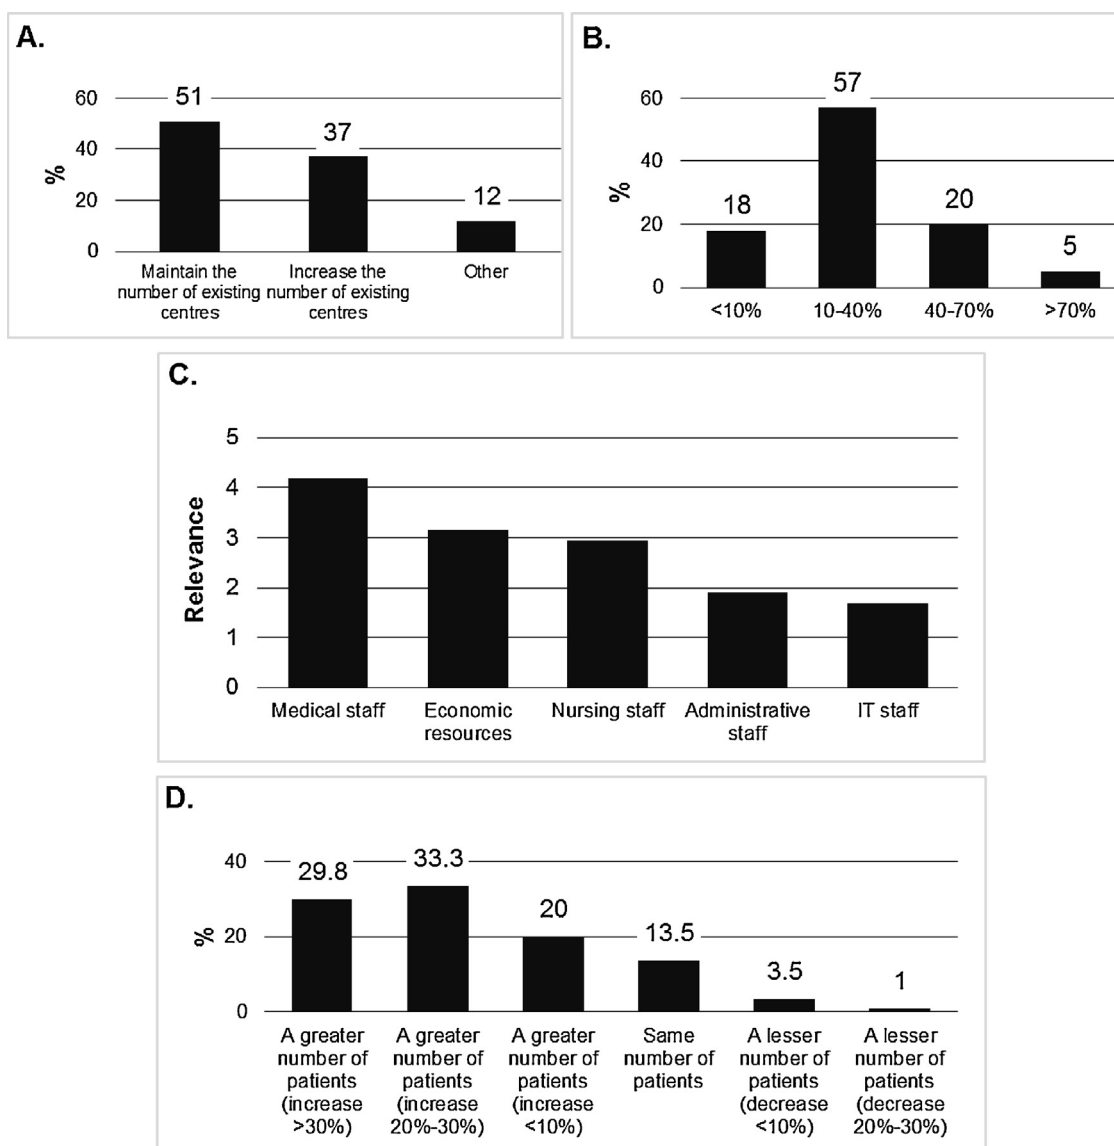 A.
60
40
20
0
%
51
37
12
Maintain the
number of existing
centres
Increase the
number of existing
centres
Other
B.
60
40
20
0
%
18
57
20
5
<10%
10-40%
40-70%
>70%
C.
5
4
3
2
1
0
Relevance
Medical staff
Economic
resources
Nursing staff
Administrative
staff
IT staff
D.
40
20
0
%
29.8
33.3
20
13.5
3.5
1
A greater
number of
patients
(increase
>30%)
A greater
number of
patients
(increase
20%-30%)
A greater
number of
patients
(increase
<10%)
Same
number of
patients
A lesser
number of
patients
(decrease
<10%)
A lesser
number of
patients
(decrease
20%-30%)